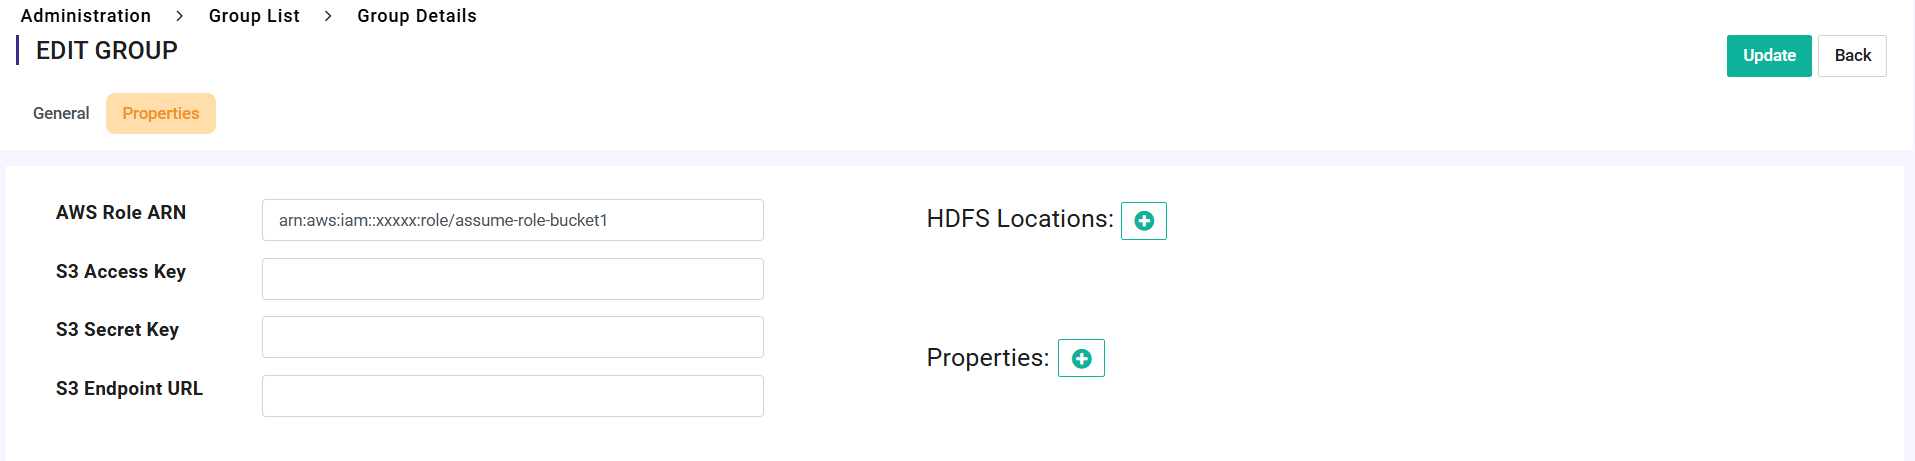 Administration > Group List > Group Details
EDIT GROUP
Update Back
General Properties
AWS Role ARN arn:aws:iam::xxxxx:role/assume-role-bucket1
S3 Access Key
S3 Secret Key
S3 Endpoint URL
HDFS Locations:
Properties: